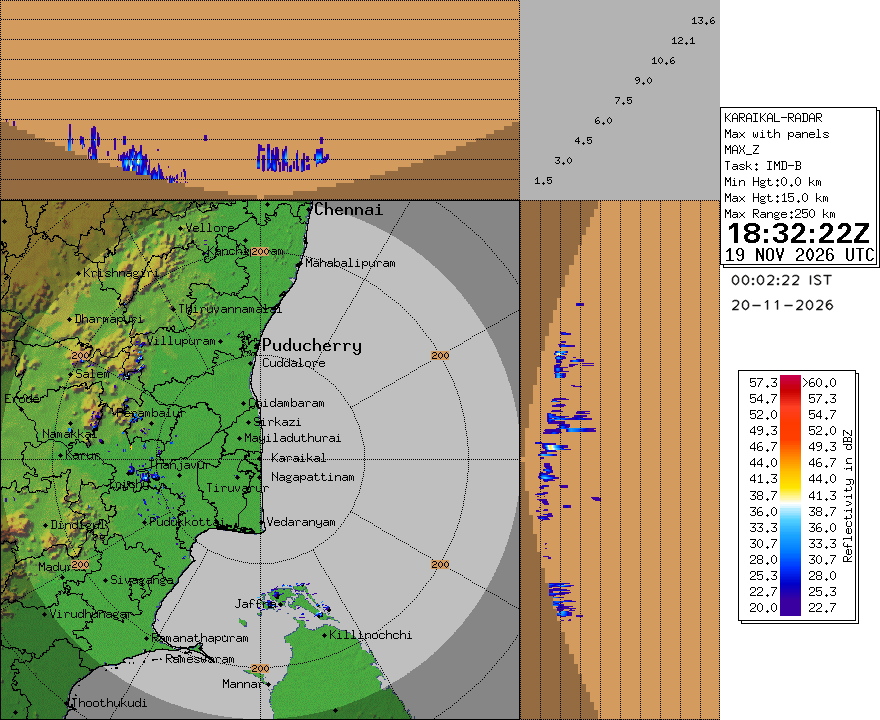 13.6
12.1
10.6
9.0
7.5
6.0
4.5
3.0
1.5
KARAIKAL-RADAR
Max with panels
MAX_Z
Task: IMD-B
Min Hgt:0.0 km
Max Hgt:15.0 km
Max Range:250 km
18:32:22Z
19 NOV 2026 UTC
00:02:22 IST
20-11-2026
Chennai
Vellore
200
Mahabalipuram
Krishnagiri
Thiruvannamalai
Dharmapuri
Villupuram
Puducherry
200
200
Cuddalore
Salem
Erode
Chidambaram
Perambalur
Sirkazi
Namakkal
Mayiladuthurai
Karur
Karaikal
Thanjavur
Nagapattinam
Tiruvarur
Dindigul
Pudukkottai
Vedaranyam
200
200
Madurai
Sivaganga
Jaffna
Virudhunagar
Killinochchi
Ramanathapuram
Rameswaram
200
Mannar
Thoothukudi
57.3 >60.0
54.7 57.3
52.0 54.7
49.3 52.0
46.7 49.3
44.0 46.7
41.3 44.0
38.7 41.3
36.0 38.7
33.3 36.0
30.7 33.3
28.0 30.7
25.3 28.0
22.7 25.3
20.0 22.7
Reflectivity in dBZ